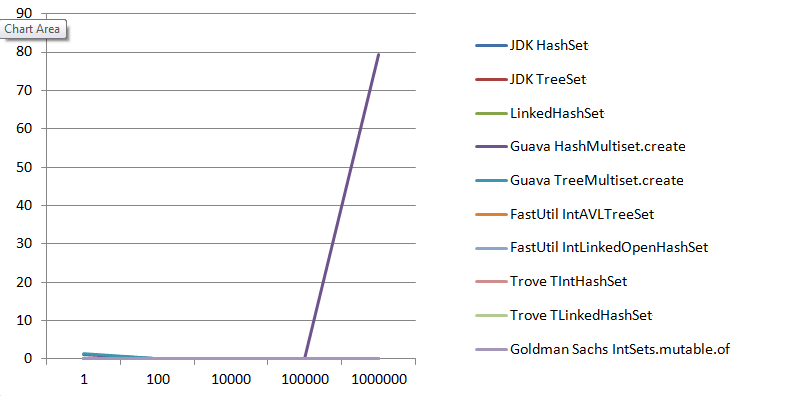 90
Chart Area
80
70
60
50
40
30
20
10
0
1 100 10000 100000 1000000
JDK HashSet
JDK TreeSet
LinkedHashSet
Guava HashMultiset.create
Guava TreeMultiset.create
FastUtil IntAVLTreeSet
FastUtil IntLinkedOpenHashSet
Trove TIntHashSet
Trove TLinkedHashSet
Goldman Sachs IntSets.mutable.of